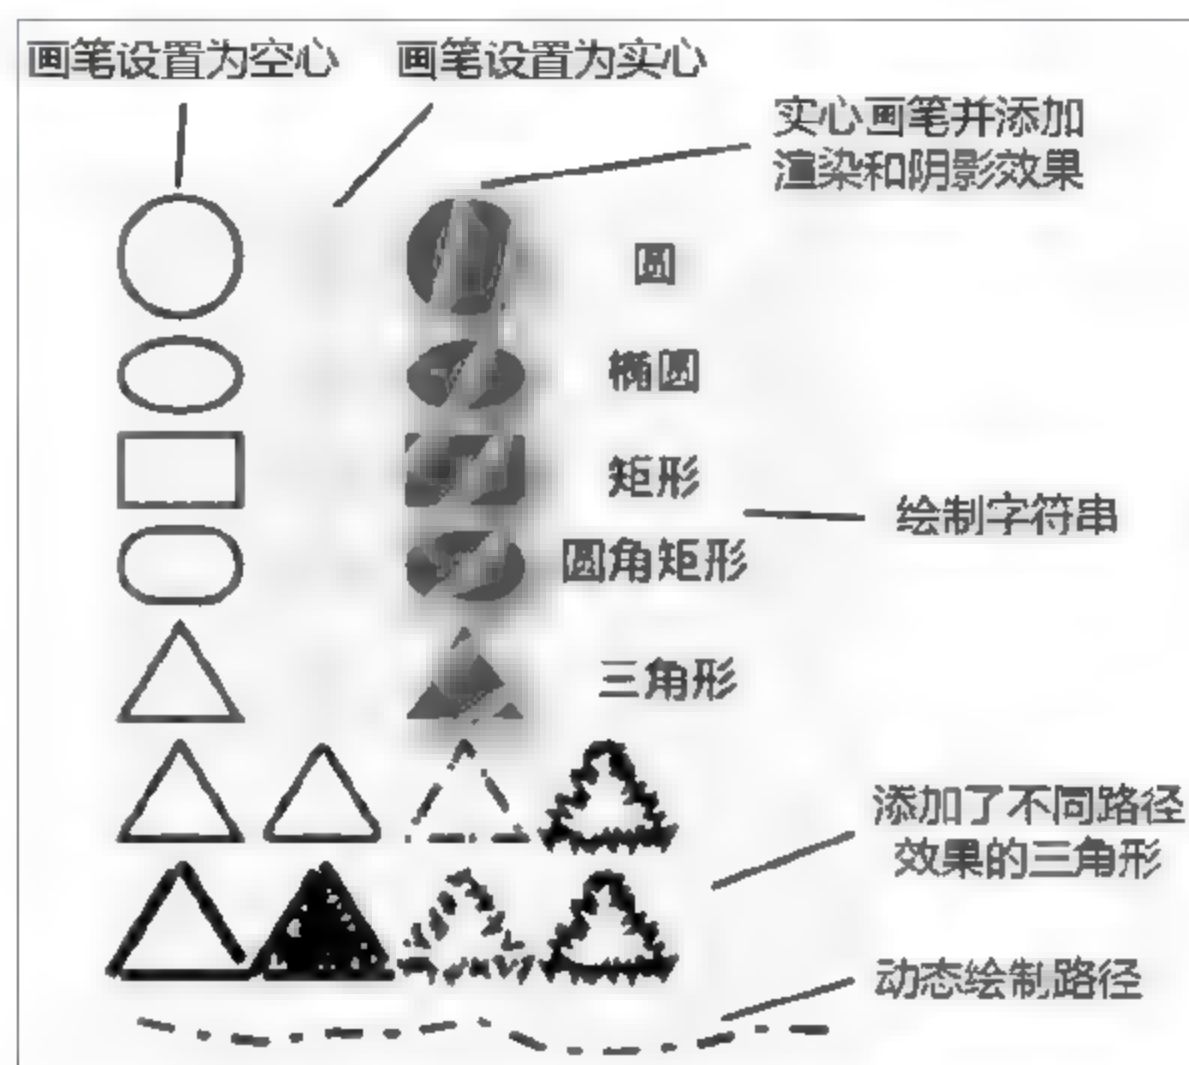 画笔设置为空心
画笔设置为实心
实心画笔并添加
渲染和阴影效果
圆
椭圆
矩形
绘制字符串
圆角矩形
三角形
添加了不同路径
效果的三角形
动态绘制路径